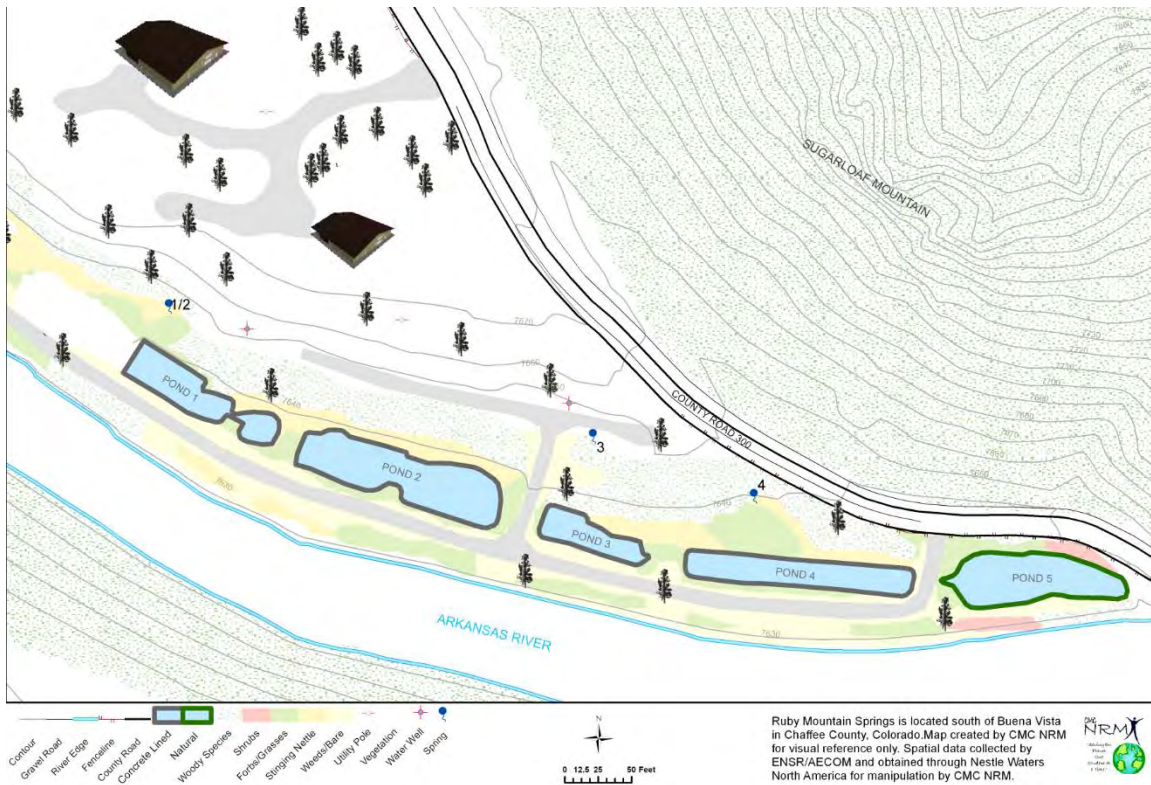 SUGARLOAF MOUNTAIN
1/2
7670
7660
POND 1
7640
COUNTY ROAD 300
3
POND 2
4
7640
7630
POND 3
POND 4
POND 5
ARKANSAS RIVER
7630
Contour
Gravel Road
River Edge
Fenceline
County Road
Concrete Lined
Natural
Woody Species
Shrubs
Forbs/Grasses
Stinging Nettle
Weeds/Bare
Utility Pole
Vegetation
Water Well
Spring
N
0 12.5 25 50 Feet
Ruby Mountain Springs is located south of Buena Vista
in Chaffee County, Colorado.Map created by CMC NRM
for visual reference only. Spatial data collected by
ENSR/AECOM and obtained through Nestle Waters
North America for manipulation by CMC NRM.
CMC
NRM